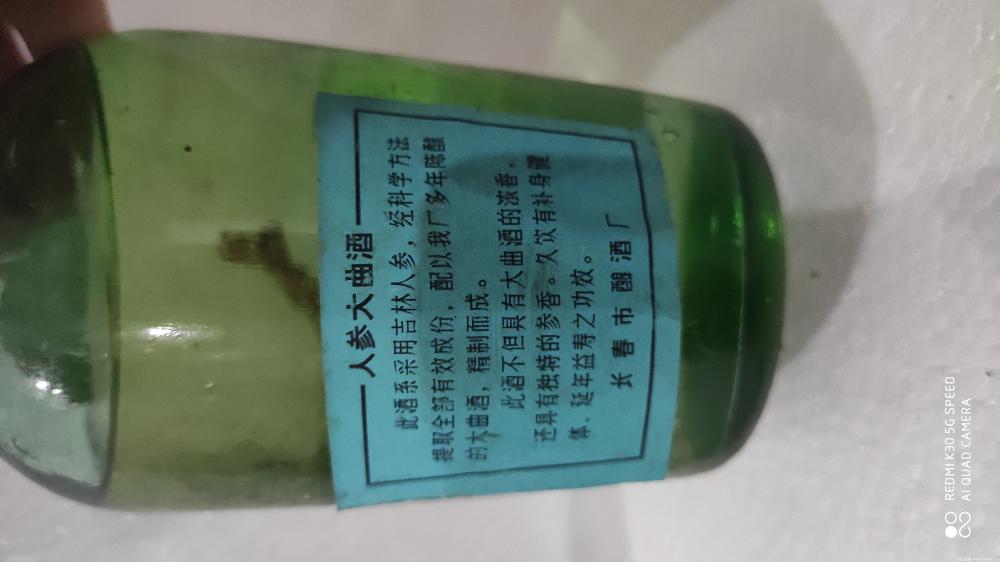 人参大曲酒
此酒系采用吉林人参，经科学方法
提取全部有效成份，配以我厂多年陈酿
的大曲酒，精制而成。
此酒不但具有大曲酒的浓香，
还具有独特的参香。久饮有补身健
体、延年益寿之功效。
长春市酿酒厂
REDMI K30 5G SPEED
AI QUAD CAMERA